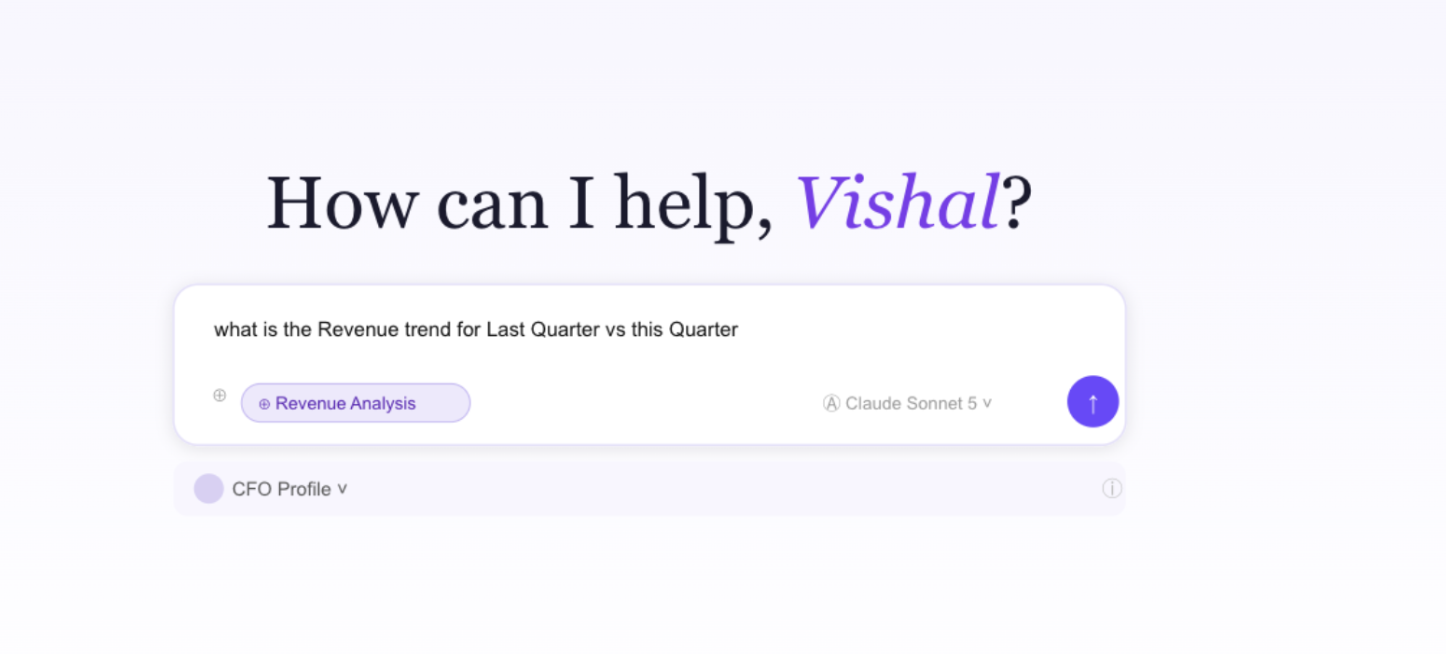 How can I help, Vishal?
what is the Revenue trend for Last Quarter vs this Quarter
⊕ ⊕ Revenue Analysis Ⓐ Claude Sonnet 5 ˅ ↑
CFO Profile ˅ ⓘ